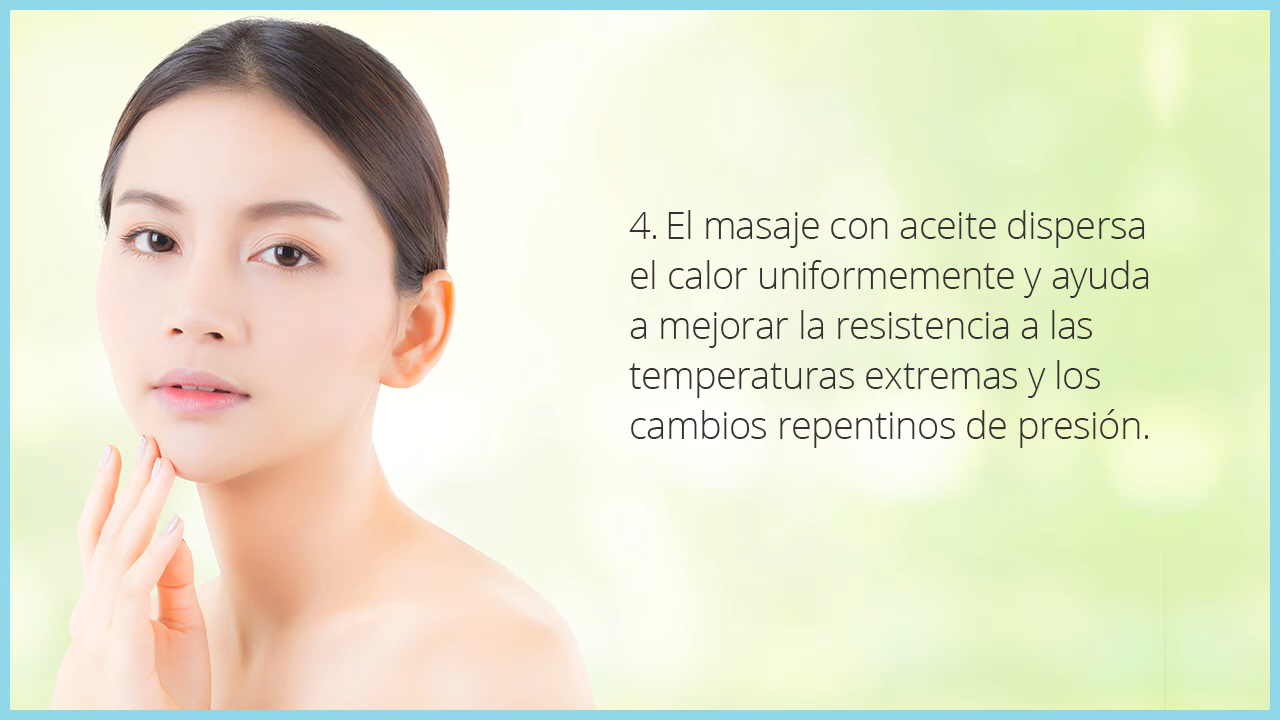 4. El masaje con aceite dispersa
el calor uniformemente y ayuda
a mejorar la resistencia a las
temperaturas extremas y los
cambios repentinos de presión.